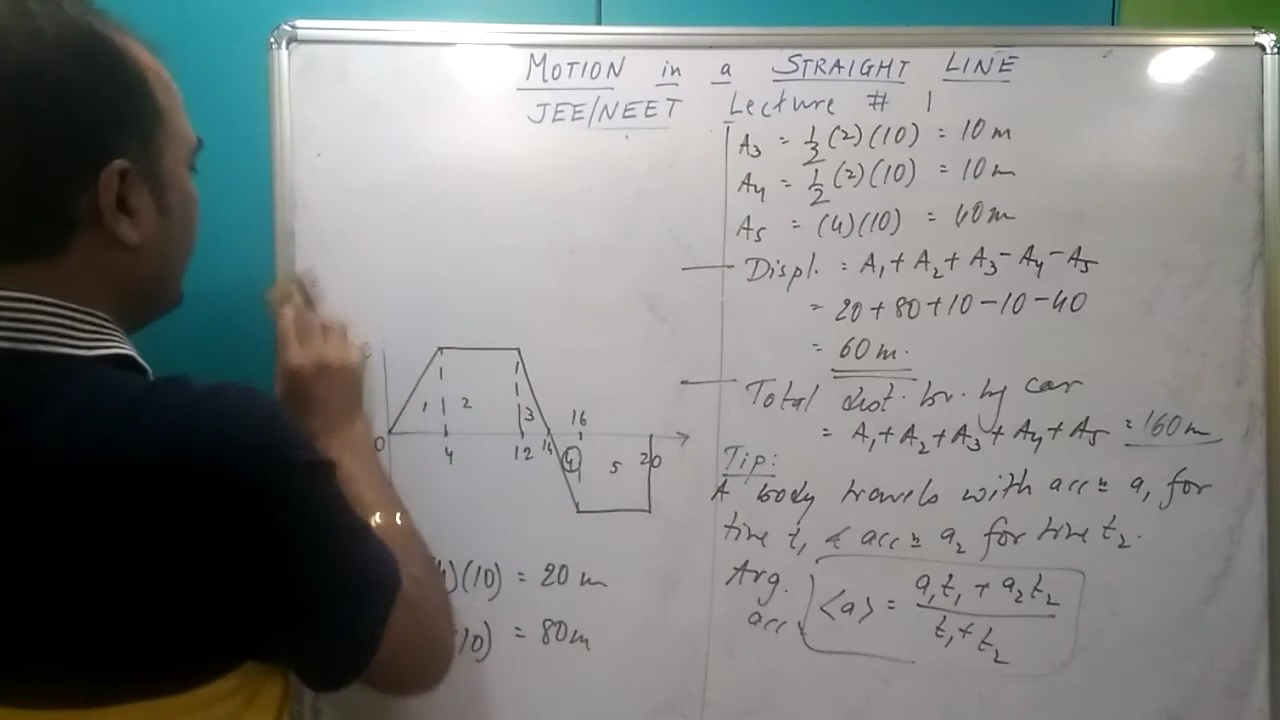 MOTION in a STRAIGHT LINE
JEE/NEET Lecture # 1
A3 = 1/2 (2)(10) = 10 m
A4 = 1/2 (2)(10) = 10 m
A5 = (4)(10) = 40 m
Displ. = A1 + A2 + A3 - A4 - A5
= 20 + 80 + 10 - 10 - 40
= 60 m.
Total dist. tr. by car
= A1 + A2 + A3 + A4 + A5 = 160 m
Tip:
A body travels with accn a1 for
time t1 & accn a2 for time t2.
Avg. acc <a> = (a1t1 + a2t2)/(t1 + t2)
16
1 2 3
0 4 12 14 4 5 20
)(10) = 20 m
10) = 80 m